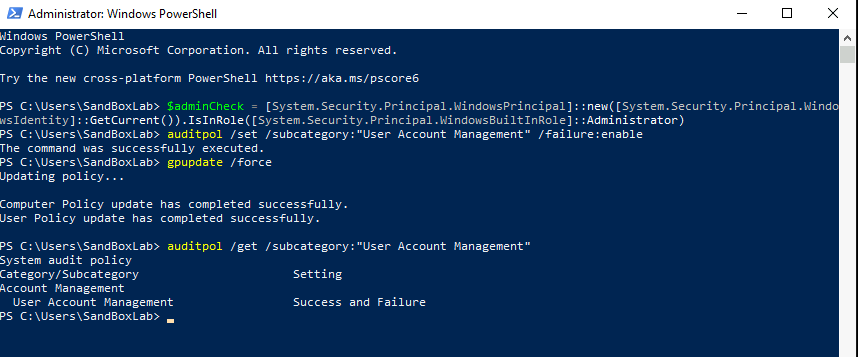 Administrator: Windows PowerShell
Windows PowerShell
Copyright (C) Microsoft Corporation. All rights reserved.
Try the new cross-platform PowerShell https://aka.ms/pscore6
PS C:\Users\SandBoxLab> $adminCheck = [System.Security.Principal.WindowsPrincipal]::new([System.Security.Principal.Windo
wsIdentity]::GetCurrent()).IsInRole([System.Security.Principal.WindowsBuiltInRole]::Administrator)
PS C:\Users\SandBoxLab> auditpol /set /subcategory:"User Account Management" /failure:enable
The command was successfully executed.
PS C:\Users\SandBoxLab> gpupdate /force
Updating policy...
Computer Policy update has completed successfully.
User Policy update has completed successfully.
PS C:\Users\SandBoxLab> auditpol /get /subcategory:"User Account Management"
System audit policy
Category/Subcategory                      Setting
Account Management
  User Account Management                 Success and Failure
PS C:\Users\SandBoxLab>